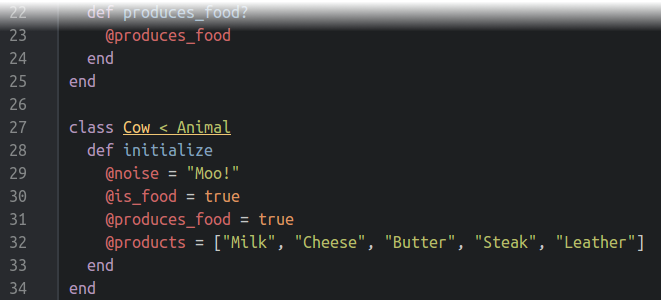 22 def produces_food?
23 @produces_food
24 end
25 end
26
27 class Cow < Animal
28 def initialize
29 @noise = "Moo!"
30 @is_food = true
31 @produces_food = true
32 @products = ["Milk", "Cheese", "Butter", "Steak", "Leather"]
33 end
34 end